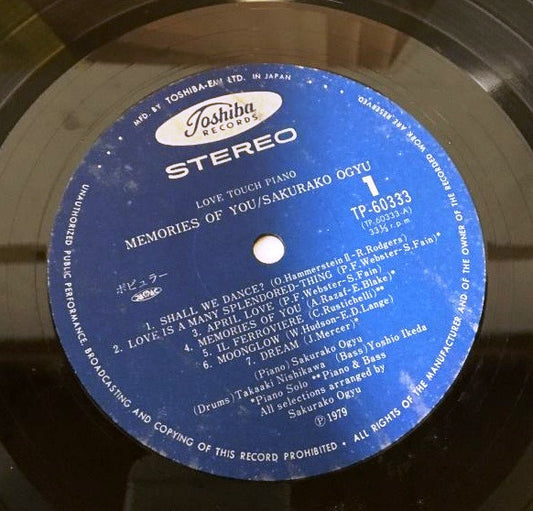 MFD. BY TOSHIBA-EMI LTD. IN JAPAN
Toshiba
RECORDS
STEREO
LOVE TOUCH PIANO
MEMORIES OF YOU/SAKURAKO OGYU
1
TP-60333
(TP-60333-A)
33⅓ r.p.m
ポピュラー
1. SHALL WE DANCE? (O.Hammerstein II-R.Rodgers)
2. LOVE IS A MANY SPLENDORED-THING (P.F.Webster-S.Fain)*
3. APRIL LOVE (P.F.Webster-S.Fain)
4. MEMORIES OF YOU (A.Razaf-E.Blake)*
5. IL FERROVIERE (C.Rustichelli)**
6. MOONGLOW (W.Hudson-E.D.Lange)
7. DREAM (J.Mercer)*
(Piano) Sakurako Ogyu
(Drums) Takaaki Nishikawa (Bass) Yoshio Ikeda
*Piano Solo **Piano & Bass
All selections arranged by
Sakurako Ogyu
Ⓟ 1979
UNAUTHORIZED PUBLIC PERFORMANCE BROADCASTING AND COPYING OF THIS RECORD PROHIBITED • ALL RIGHTS OF THE MANUFACTURER AND OF THE OWNER OF THE RECORDED WORK RESERVED